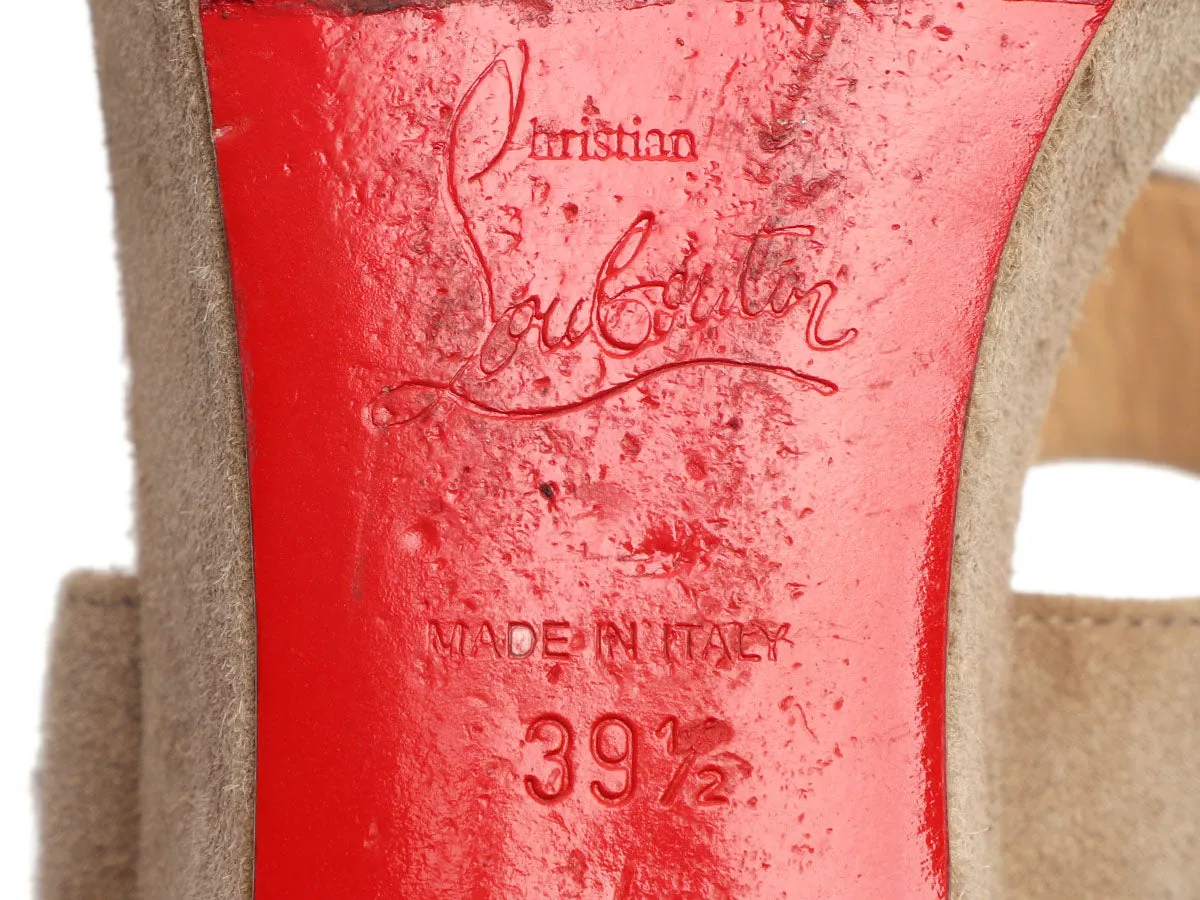 Christian
Louboutin
MADE IN ITALY
39½